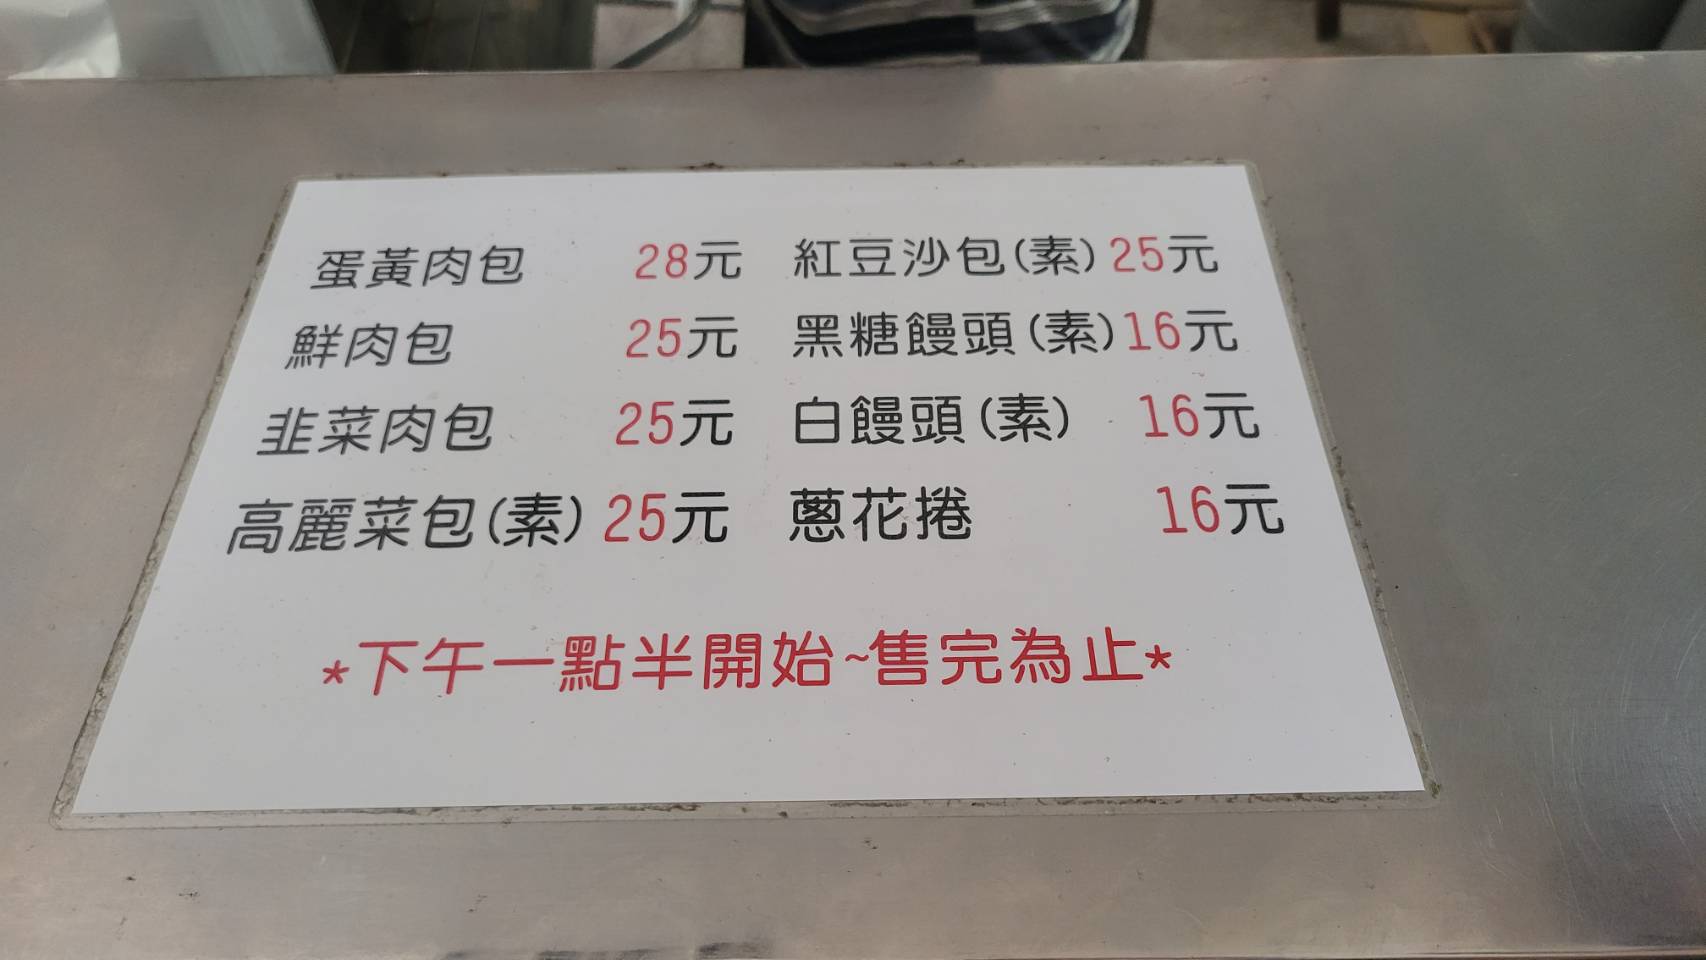 蛋黃肉包 28元 紅豆沙包(素) 25元
鮮肉包 25元 黑糖饅頭(素) 16元
韭菜肉包 25元 白饅頭(素) 16元
高麗菜包(素) 25元 蔥花捲 16元
*下午一點半開始~售完為止*